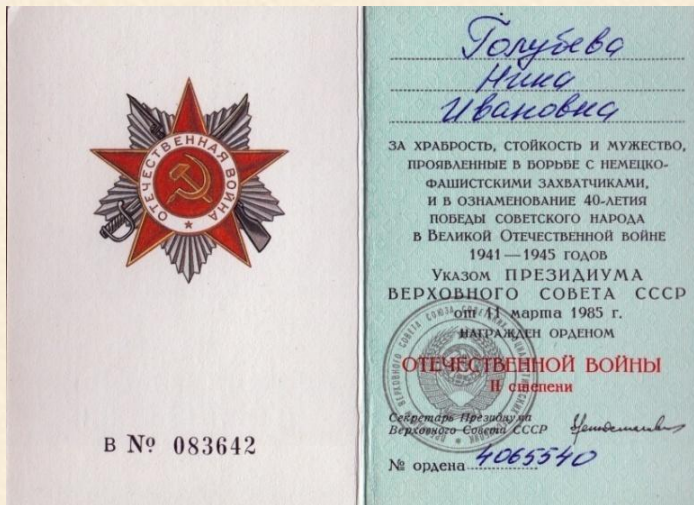 ОТЕЧЕСТВЕННАЯ ВОЙНА
В № 083642
Голубева
Нина
Ивановна
ЗА ХРАБРОСТЬ, СТОЙКОСТЬ И МУЖЕСТВО,
ПРОЯВЛЕННЫЕ В БОРЬБЕ С НЕМЕЦКО-
ФАШИСТСКИМИ ЗАХВАТЧИКАМИ,
И В ОЗНАМЕНОВАНИЕ 40-ЛЕТИЯ
ПОБЕДЫ СОВЕТСКОГО НАРОДА
В ВЕЛИКОЙ ОТЕЧЕСТВЕННОЙ ВОЙНЕ
1941—1945 ГОДОВ
УКАЗОМ ПРЕЗИДИУМА
ВЕРХОВНОГО СОВЕТА СССР
от 11 марта 1985 г.
НАГРАЖДЕН ОРДЕНОМ
ОТЕЧЕСТВЕННОЙ ВОЙНЫ
II степени
Секретарь Президиума
Верховного Совета СССР
№ ордена 4065540